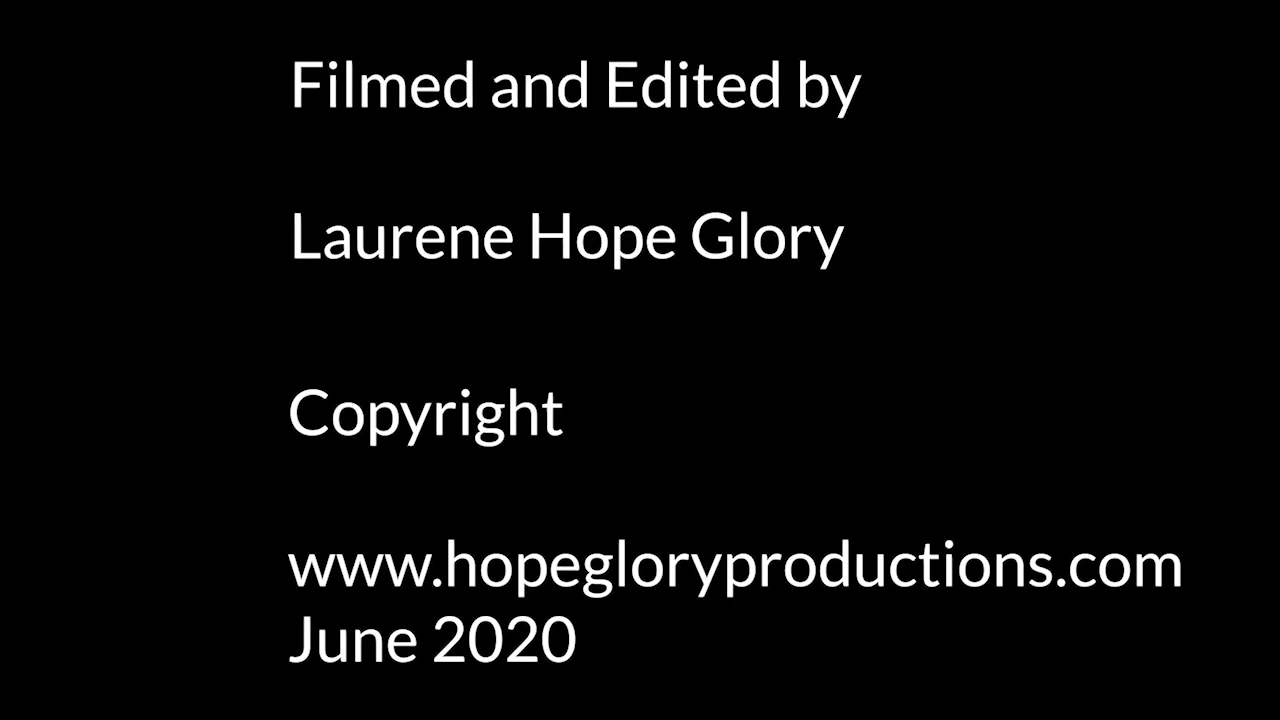 Filmed and Edited by
Laurene Hope Glory
Copyright
www.hopegloryproductions.com
June 2020